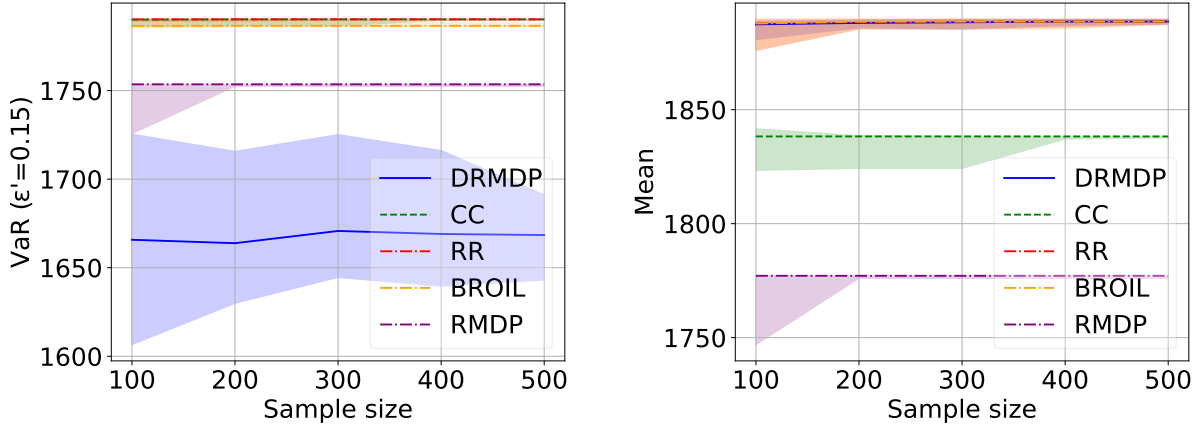 VaR (ε'=0.15)
1750
1700
1650
1600
100 200 300 400 500
Sample size
DRMDP
CC
RR
BROIL
RMDP
Mean
1850
1800
1750
100 200 300 400 500
Sample size
DRMDP
CC
RR
BROIL
RMDP